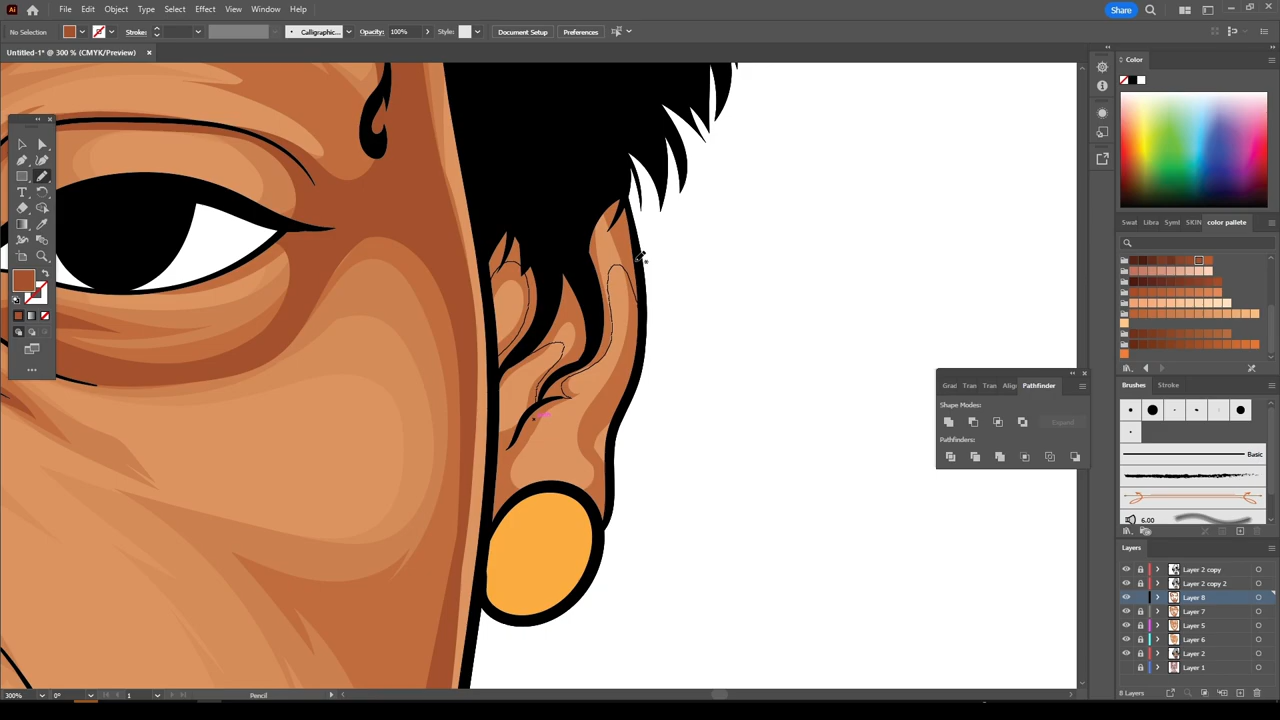 Ai File Edit Object Type Select Effect View Window Help Share
No Selection Stroke: Calligraphic... Opacity: 100% Style: Document Setup Preferences
Untitled-1* @ 300 % (CMYK/Preview) ×
Color
Swat Libra Symi SKIN color pallete
Grad Tran Tran Align Pathfinder
Shape Modes:
Expand
Pathfinders:
Brushes Stroke
Basic
6.00
Layers
Layer 2 copy
Layer 2 copy 2
Layer 8
Layer 7
Layer 5
Layer 6
Layer 2
Layer 1
8 Layers
300% 0° 1 Pencil